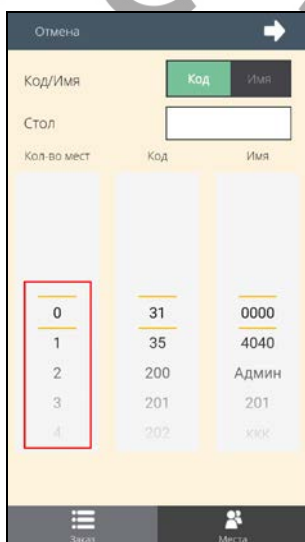 Отмена
Код/Имя Код Имя
Стол
Кол-во мест Код Имя
0 31 0000
1 35 4040
2 200 Админ
3 201 201
4 202 ккк
Заказ Места